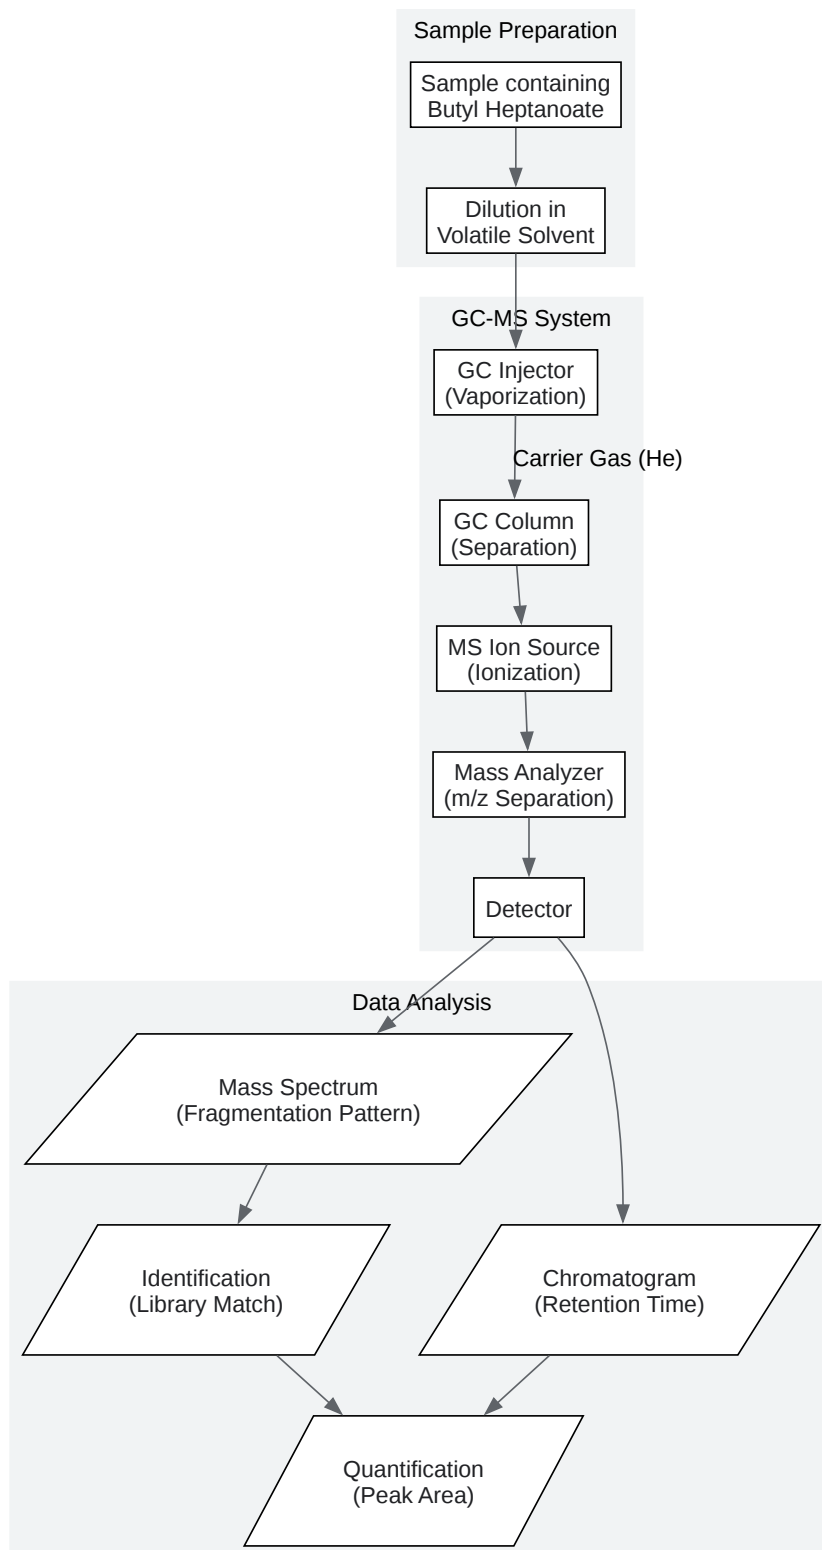 Sample Preparation
Sample containing
Butyl Heptanoate
Dilution in
Volatile Solvent
GC-MS System
GC Injector
(Vaporization)
Carrier Gas (He)
GC Column
(Separation)
MS Ion Source
(Ionization)
Mass Analyzer
(m/z Separation)
Detector
Data Analysis
Mass Spectrum
(Fragmentation Pattern)
Identification
(Library Match)
Chromatogram
(Retention Time)
Quantification
(Peak Area)